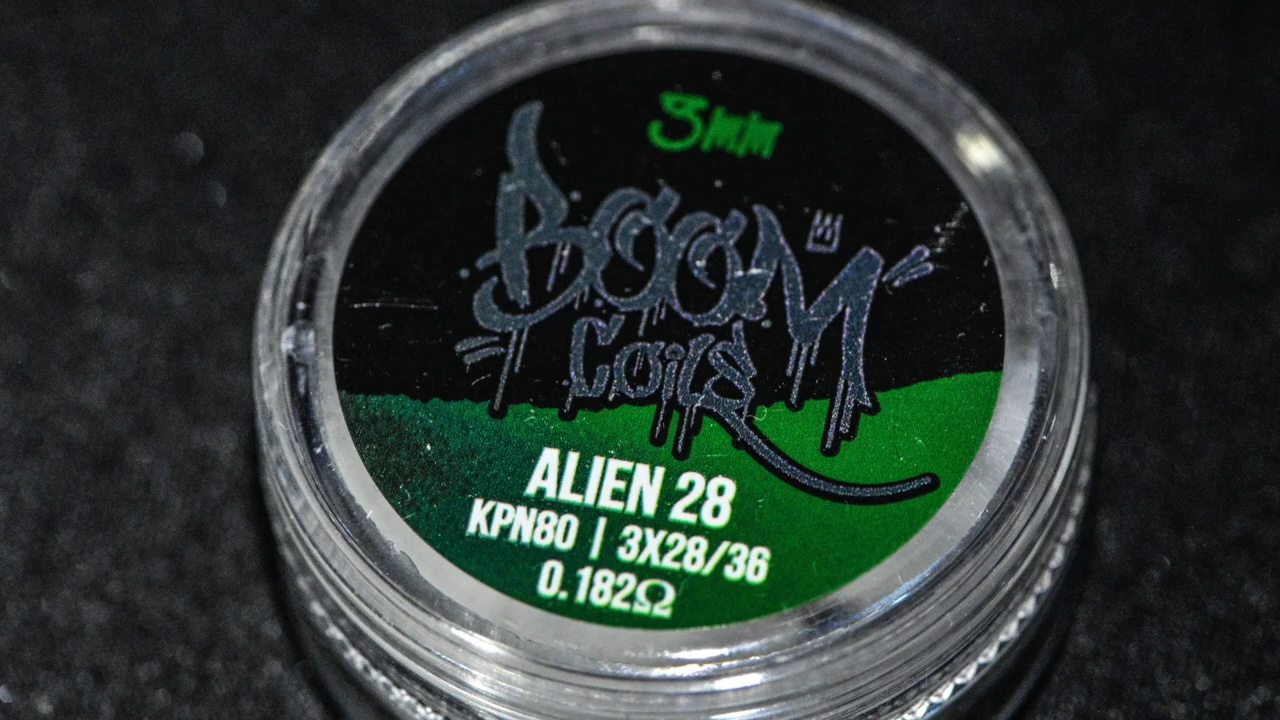 3mm
BOOM
Coils
ALIEN 28
KPN80 | 3X28/36
0.182Ω